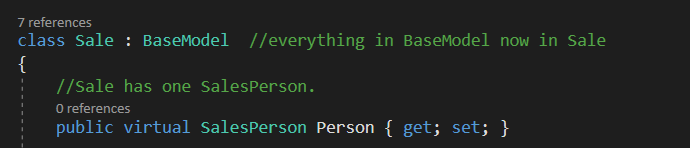 7 references
class Sale : BaseModel  //everything in BaseModel now in Sale
{
//Sale has one SalesPerson.
0 references
public virtual SalesPerson Person { get; set; }